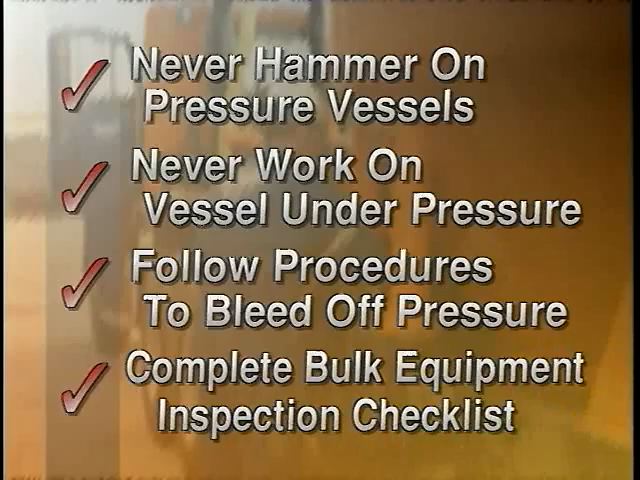 Never Hammer On
Pressure Vessels
Never Work On
Vessel Under Pressure
Follow Procedures
To Bleed Off Pressure
Complete Bulk Equipment
Inspection Checklist